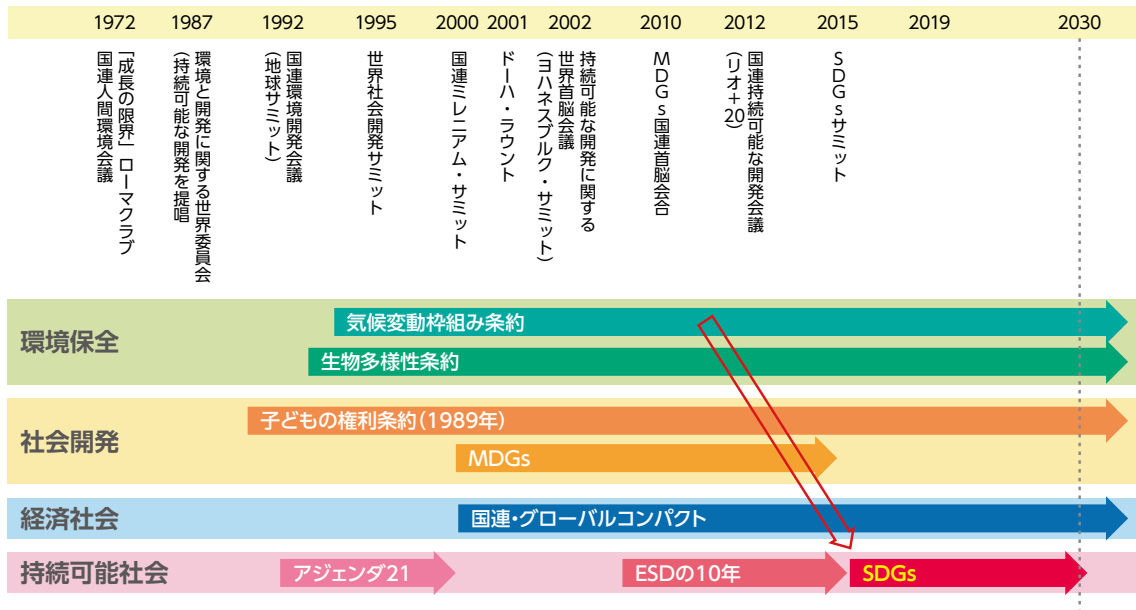 1972
1987
1992
1995
2000
2001
2002
2010
2012
2015
2019
2030
「成長の限界」ローマクラブ
国連人間環境会議
環境と開発に関する世界委員会
(持続可能な開発を提唱)
国連環境開発会議
(地球サミット)
世界社会開発サミット
国連ミレニアム・サミット
ドーハ・ラウント
持続可能な開発に関する
世界首脳会議
(ヨハネスブルク・サミット)
MDGs国連首脳会合
国連持続可能な開発会議
(リオ+20)
SDGsサミット
環境保全
気候変動枠組み条約
生物多様性条約
社会開発
子どもの権利条約(1989年)
MDGs
経済社会
国連・グローバルコンパクト
持続可能社会
アジェンダ21
ESDの10年
SDGs